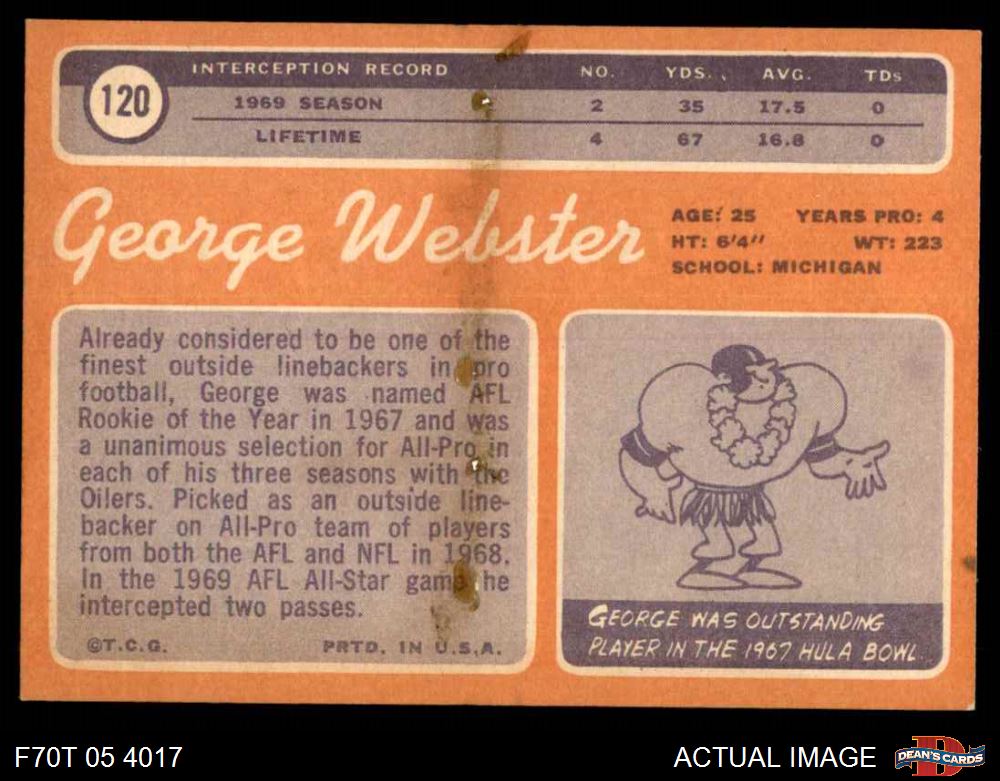 120
INTERCEPTION RECORD NO. YDS. AVG. TDs
1969 SEASON 2 35 17.5 0
LIFETIME 4 67 16.8 0
George Webster
AGE: 25 YEARS PRO: 4
HT: 6'4" WT: 223
SCHOOL: MICHIGAN
Already considered to be one of the
finest outside linebackers in pro
football, George was named AFL
Rookie of the Year in 1967 and was
a unanimous selection for All-Pro in
each of his three seasons with the
Oilers. Picked as an outside line-
backer on All-Pro team of players
from both the AFL and NFL in 1968.
In the 1969 AFL All-Star game he
intercepted two passes.
©T.C.G. PRTD. IN U.S.A.
GEORGE WAS OUTSTANDING
PLAYER IN THE 1967 HULA BOWL.
F70T 05 4017
ACTUAL IMAGE
D
DEAN'S CARDS